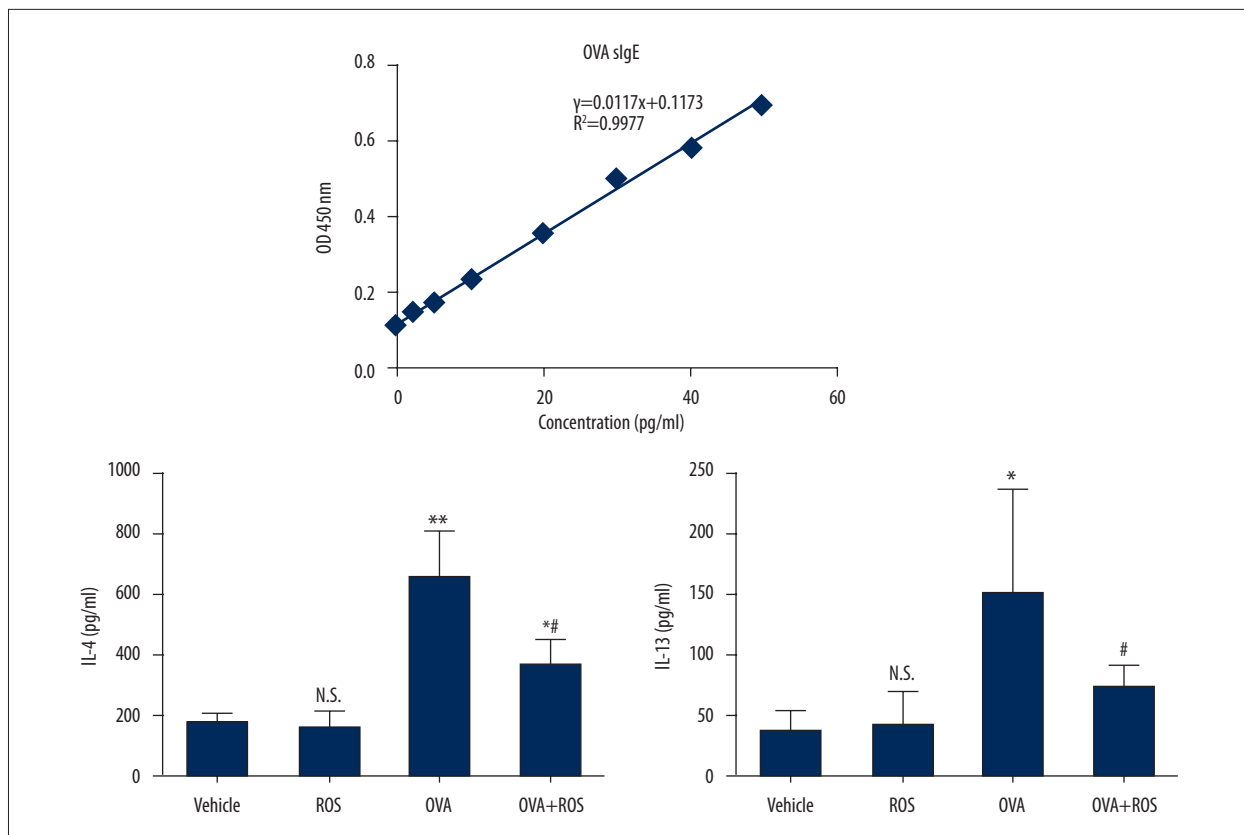 OVA sIgE
y=0.0117x+0.1173
R²=0.9977
OD 450 nm
0.8
0.6
0.4
0.2
0.0
0 20 40 60
Concentration (pg/ml)
IL-4 (pg/ml)
1000
800
600
400
200
0
N.S.
**
*#
Vehicle ROS OVA OVA+ROS
IL-13 (pg/ml)
250
200
150
100
50
0
N.S.
*
#
Vehicle ROS OVA OVA+ROS